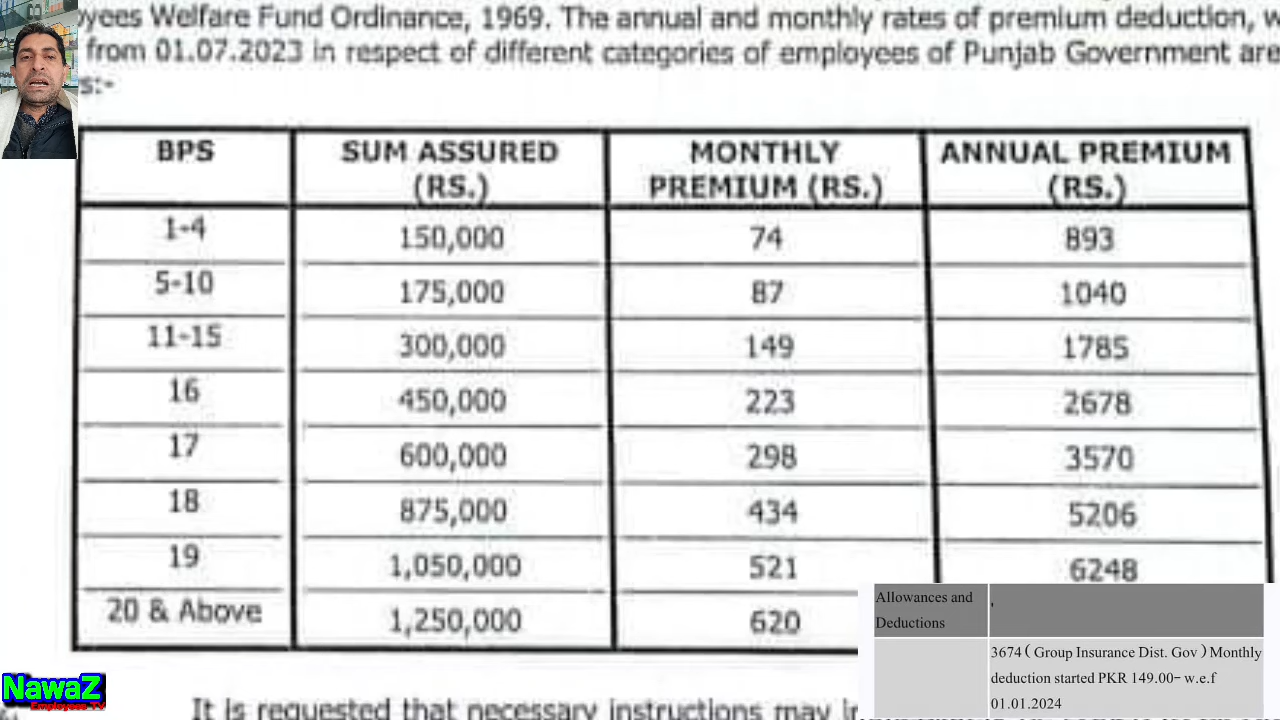 yees Welfare Fund Ordinance, 1969. The annual and monthly rates of premium deduction, w
from 01.07.2023 in respect of different categories of employees of Punjab Government are
s:-
BPS SUM ASSURED (RS.) MONTHLY PREMIUM (RS.) ANNUAL PREMIUM (RS.)
1-4 150,000 74 893
5-10 175,000 87 1040
11-15 300,000 149 1785
16 450,000 223 2678
17 600,000 298 3570
18 875,000 434 5206
19 1,050,000 521 6248
20 & Above 1,250,000 620
Allowances and
Deductions
3674 ( Group Insurance Dist. Gov ) Monthly
deduction started PKR 149.00- w.e.f
01.01.2024
NawaZ
Employees TV
It is requested that necessary instructions may